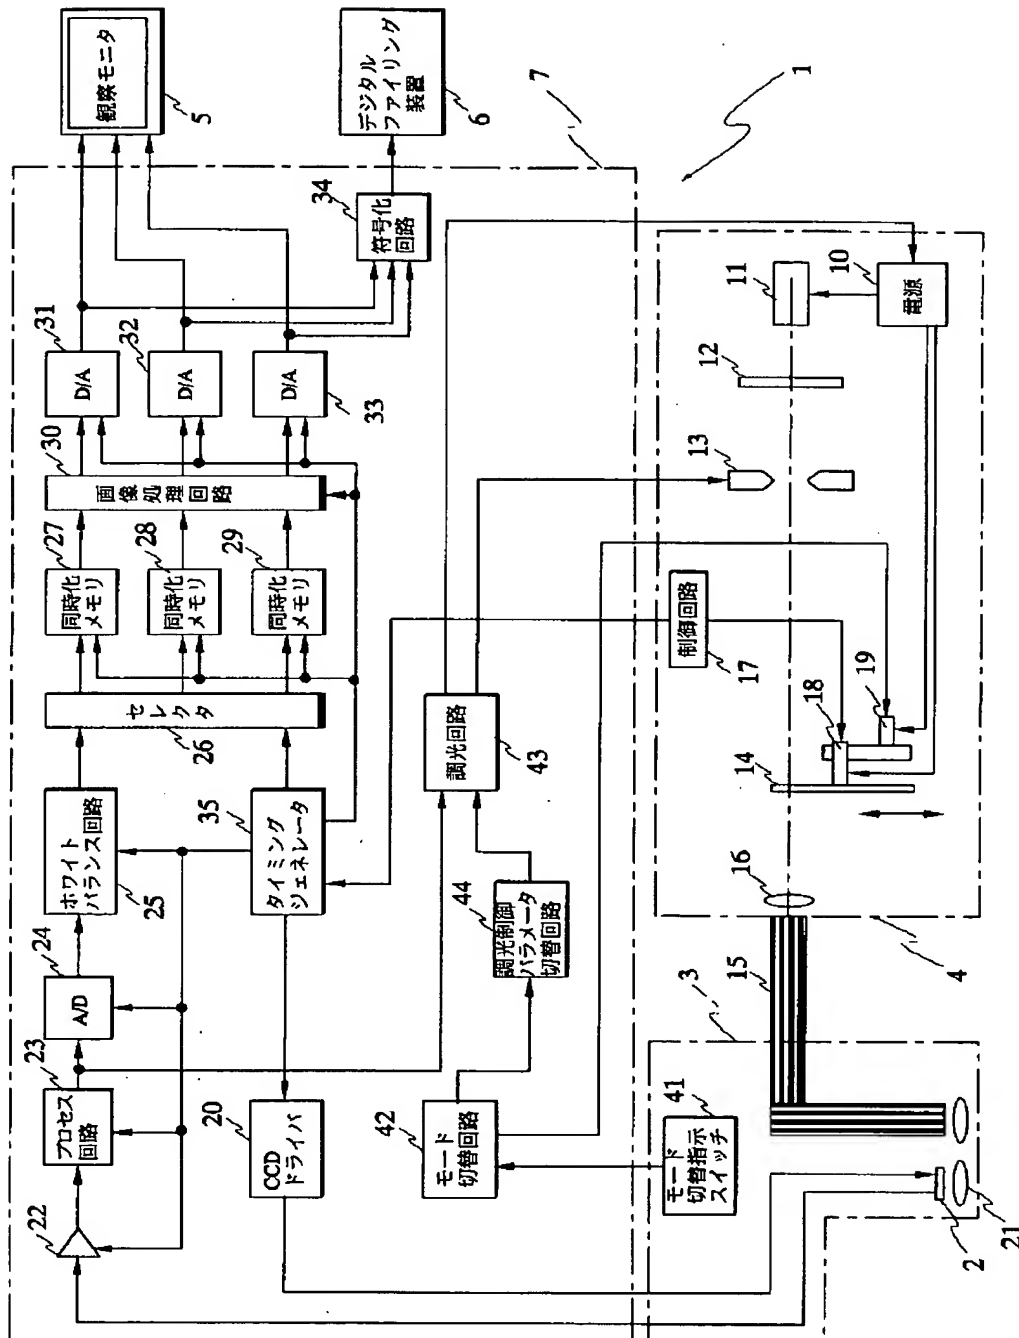 観察モニタ
5
デジタル
ファイリング
装置
6
7
1
符号化
回路
34
31
D/A
32
D/A
D/A
33
30
画像処理回路
27
同時化
メモリ
28
同時化
メモリ
29
同時化
メモリ
セレクタ
26
ホワイト
バランス回路
25
24
A/D
23
プロセス
回路
22
35
タイミング
ジェネレータ
20
CCD
ドライバ
調光回路
43
44
調光制御
パラメータ
切替回路
42
モード
切替回路
41
モード
切替指示
スイッチ
11
10
電源
12
13
制御回路
17
18
19
14
16
15
4
3
2
21